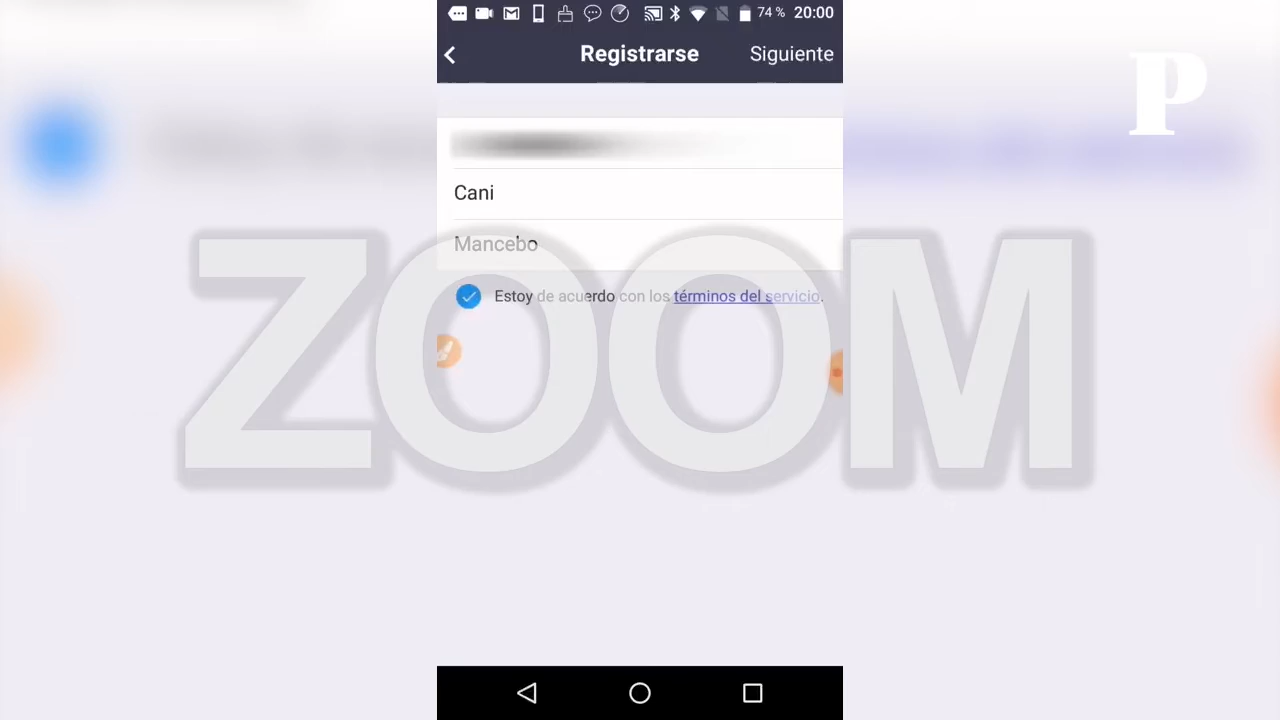 74 % 20:00
Registrarse Siguiente
P
Cani
Mancebo
Estoy de acuerdo con los términos del servicio.
ZOOM